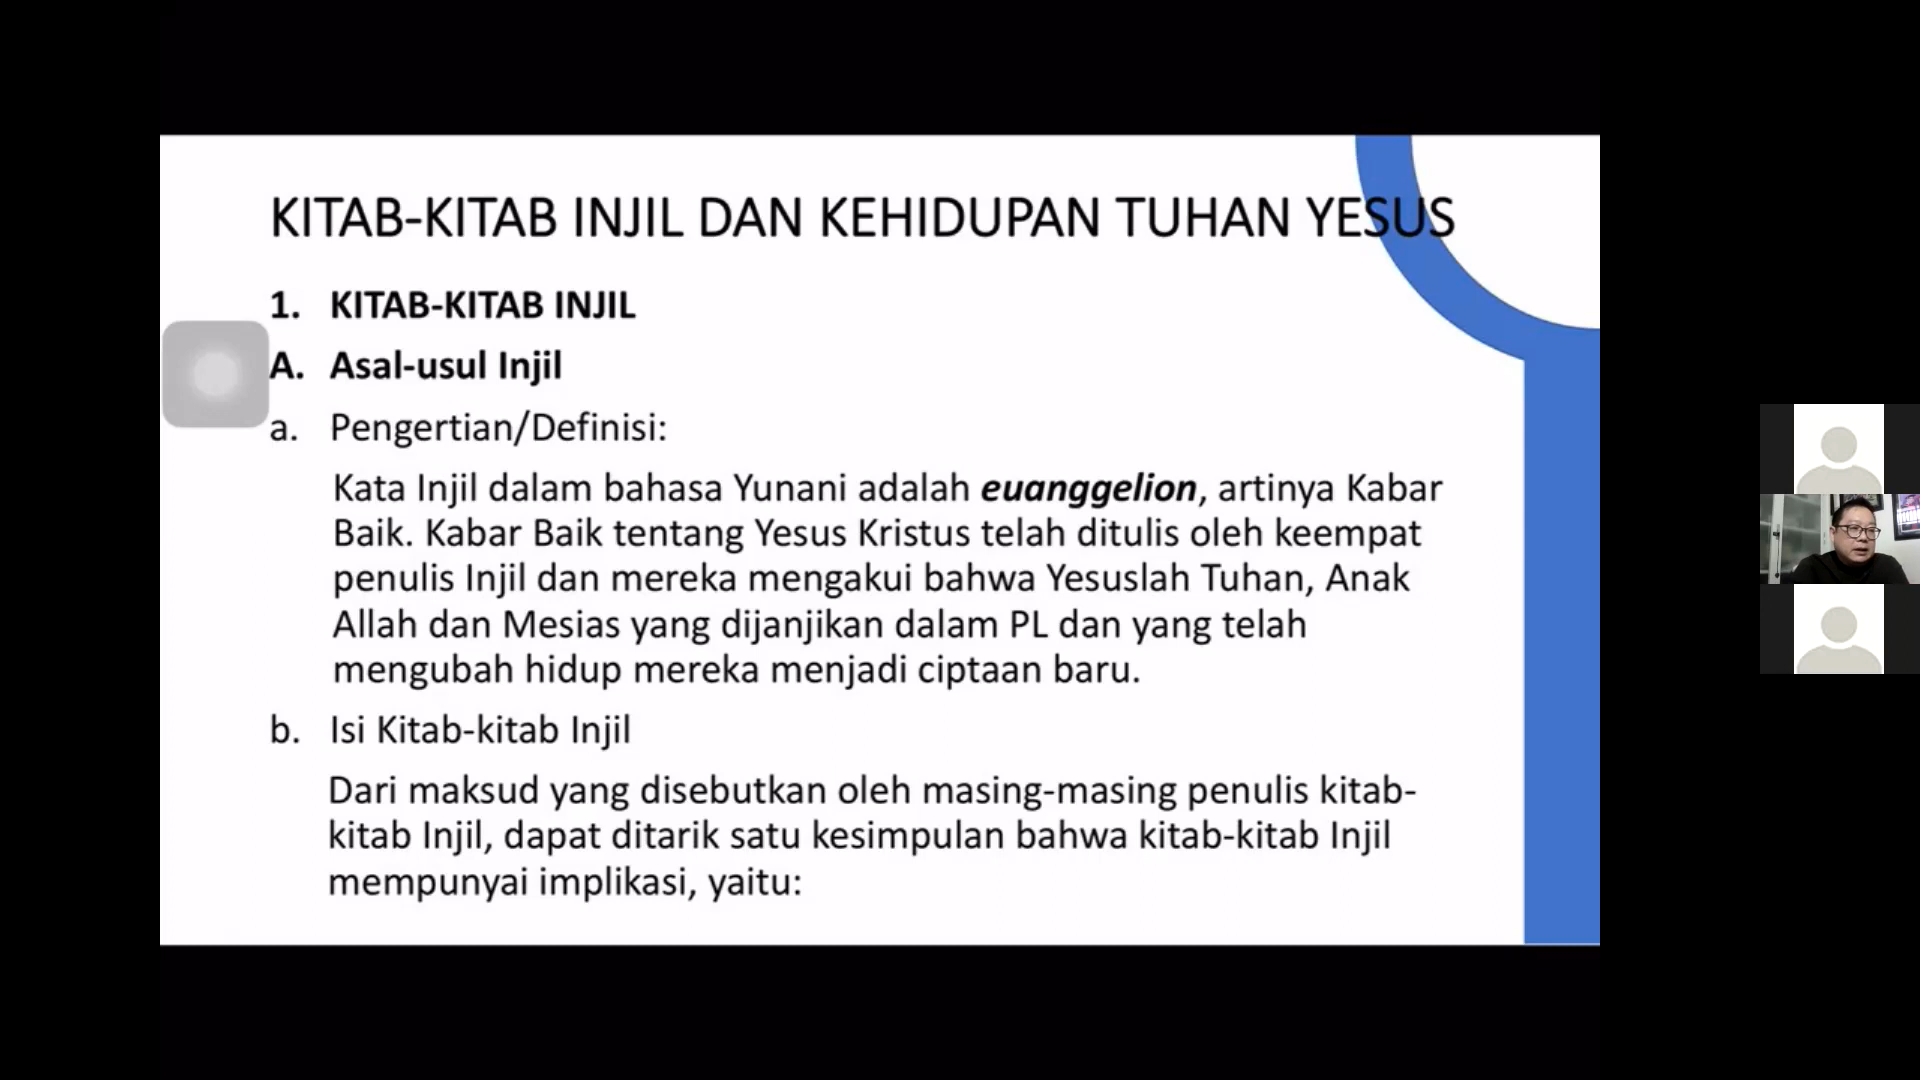 KITAB-KITAB INJIL DAN KEHIDUPAN TUHAN YESUS
1. KITAB-KITAB INJIL
A. Asal-usul Injil
a. Pengertian/Definisi:
Kata Injil dalam bahasa Yunani adalah euanggelion, artinya Kabar
Baik. Kabar Baik tentang Yesus Kristus telah ditulis oleh keempat
penulis Injil dan mereka mengakui bahwa Yesuslah Tuhan, Anak
Allah dan Mesias yang dijanjikan dalam PL dan yang telah
mengubah hidup mereka menjadi ciptaan baru.
b. Isi Kitab-kitab Injil
Dari maksud yang disebutkan oleh masing-masing penulis kitab-
kitab Injil, dapat ditarik satu kesimpulan bahwa kitab-kitab Injil
mempunyai implikasi, yaitu: